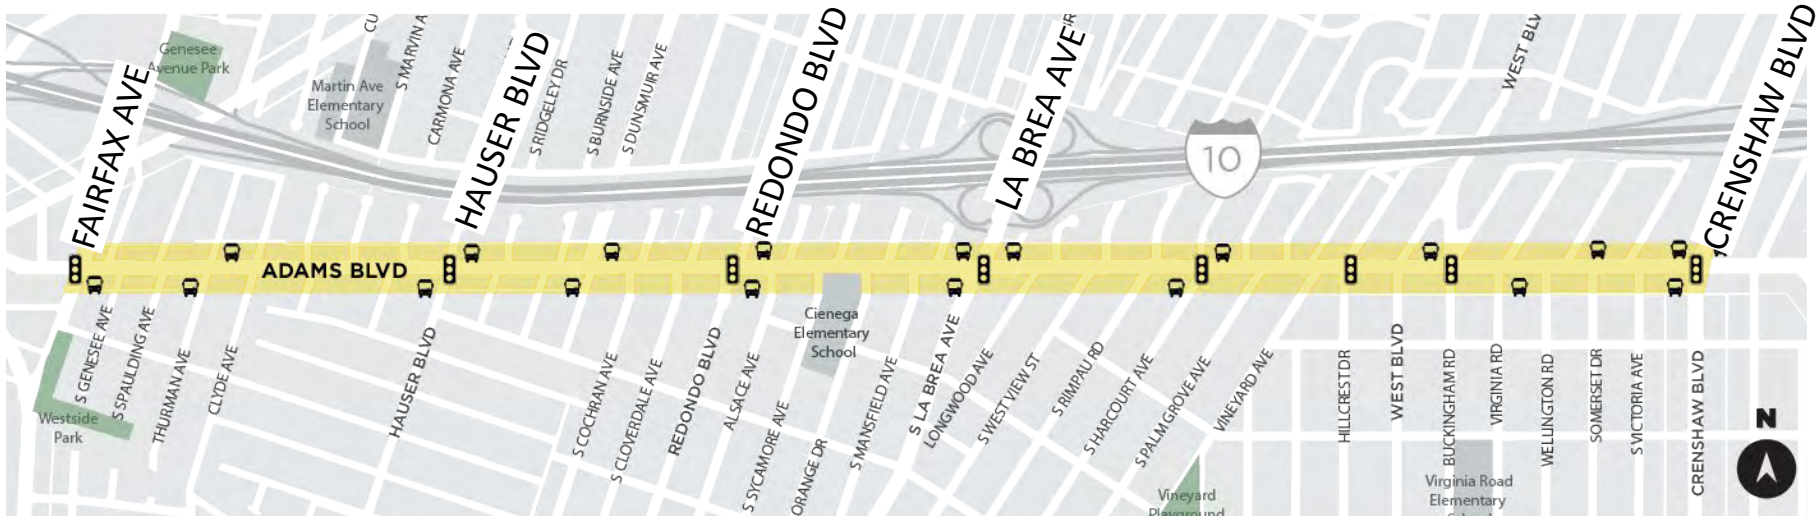 Genesee
Avenue Park
FAIRFAX AVE
Martin Ave
Elementary
School
CU
S MARVIN A
CARMONA AVE
HAUSER BLVD
S RIDGELEY DR
S BURNSIDE AVE
S DUNSMUIR AVE
REDONDO BLVD
LA BREA AVE
10
WEST BLV
CRENSHAW BLVD
ADAMS BLVD
S GENESEE AVE
S SPAULDING AVE
THURMAN AVE
CLYDE AVE
HAUSER BLVD
S COCHRAN AVE
S CLOVERDALE AVE
REDONDO BLVD
ALSACE AVE
S SYCAMORE AVE
ORANGE DR
Cienega
Elementary
School
S MANSFIELD AVE
S LA BREA AVE
LONGWOOD AVE
S WEST VIEW ST
S RIMPAU RD
S HARCOURT AVE
S PALM GROVE AVE
VINEYARD AVE
HILLCREST DR
WEST BLVD
BUCKINGHAM RD
VIRGINIA RD
WELLINGTON RD
SOMERSET DR
S VICTORIA AVE
CRENSHAW BLVD
Westside
Park
Vineyard
Playground
Virginia Road
Elementary
N